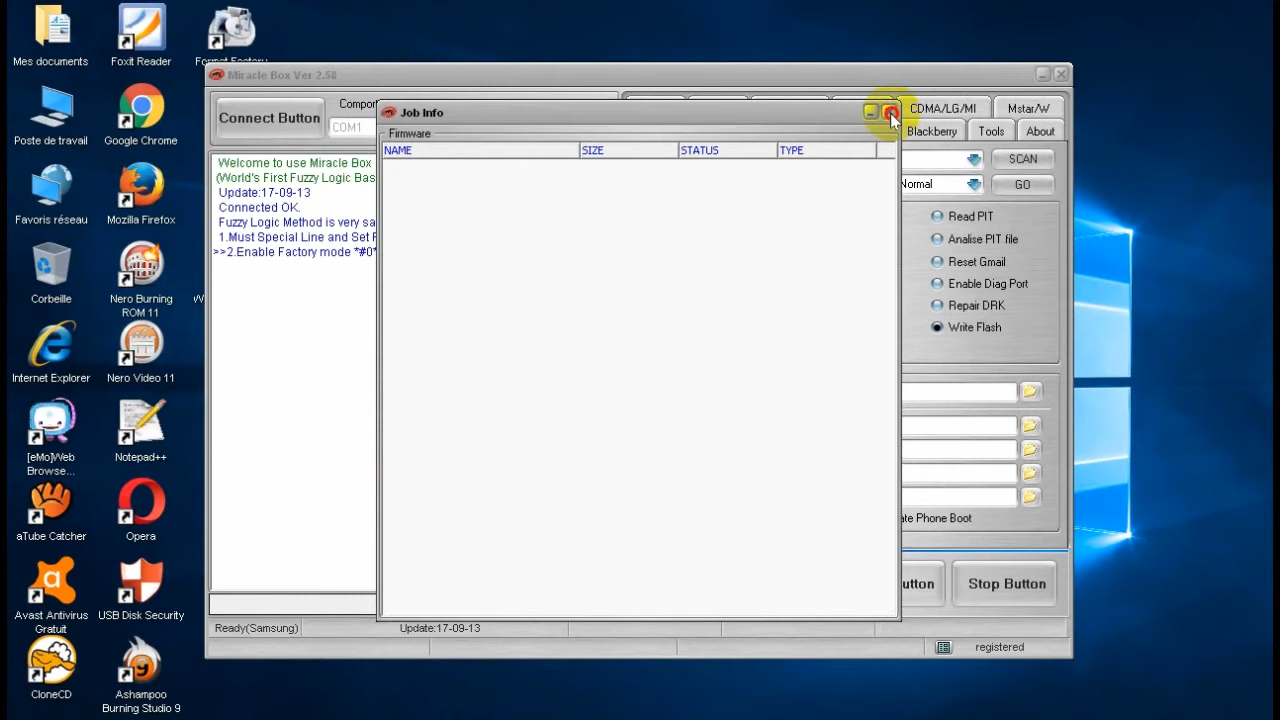 Mes documents
Foxit Reader
Format Factory
Poste de travail
Google Chrome
Favoris réseau
Mozilla Firefox
Corbeille
Nero Burning
ROM 11
Internet Explorer
Nero Video 11
[eMo]Web
Browse...
Notepad++
aTube Catcher
Opera
Avast Antivirus
Gratuit
USB Disk Security
CloneCD
Ashampoo
Burning Studio 9
Miracle Box Ver 2.58
Connect Button
Comport
COM1
Welcome to use Miracle Box
(World's First Fuzzy Logic Bas
Update:17-09-13
Connected OK.
Fuzzy Logic Method is very sa
1.Must Special Line and Set
>>2.Enable Factory mode *#0*
Job Info
Firmware
NAME SIZE STATUS TYPE
CDMA/LG/MI Mstar/W
Blackberry Tools About
SCAN
Normal GO
Read PIT
Analise PIT file
Reset Gmail
Enable Diag Port
Repair DRK
Write Flash
ate Phone Boot
utton Stop Button
Ready(Samsung) Update:17-09-13
registered